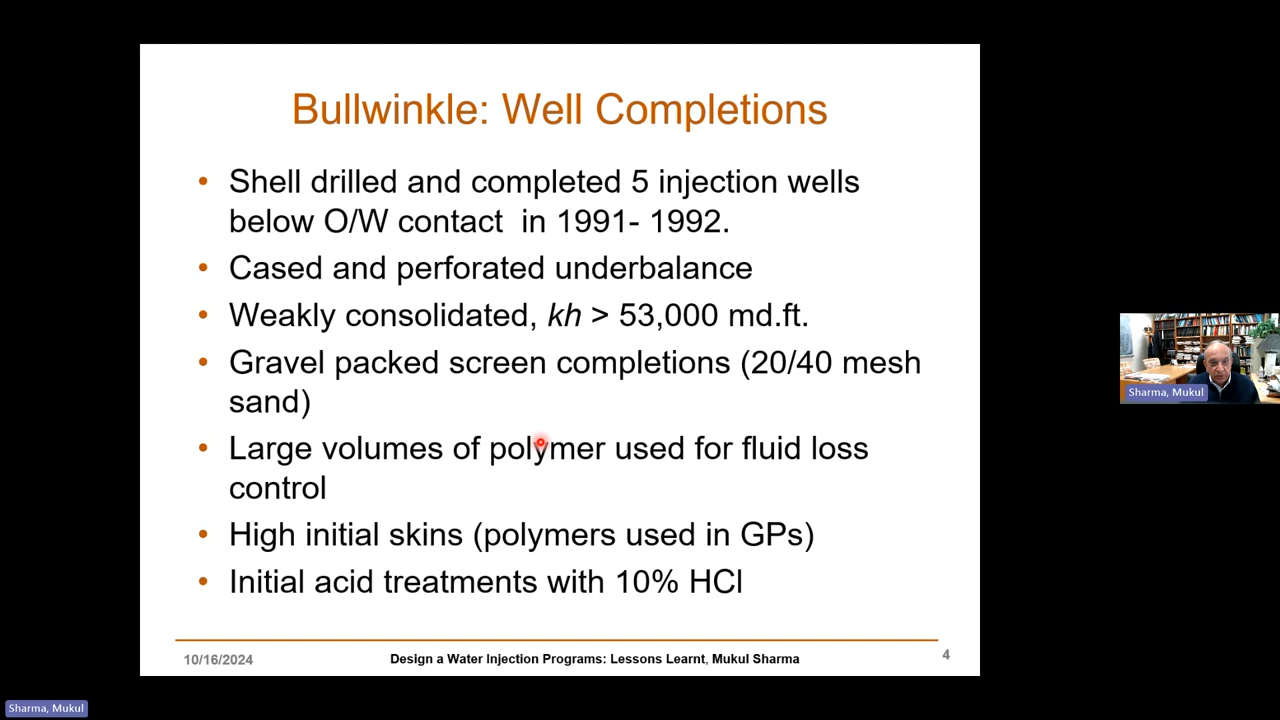 Bullwinkle: Well Completions
• Shell drilled and completed 5 injection wells
below O/W contact in 1991- 1992.
• Cased and perforated underbalance
• Weakly consolidated, kh > 53,000 md.ft.
• Gravel packed screen completions (20/40 mesh
sand)
• Large volumes of polymer used for fluid loss
control
• High initial skins (polymers used in GPs)
• Initial acid treatments with 10% HCl
10/16/2024
Design a Water Injection Programs: Lessons Learnt, Mukul Sharma
4
Sharma, Mukul
Sharma, Mukul